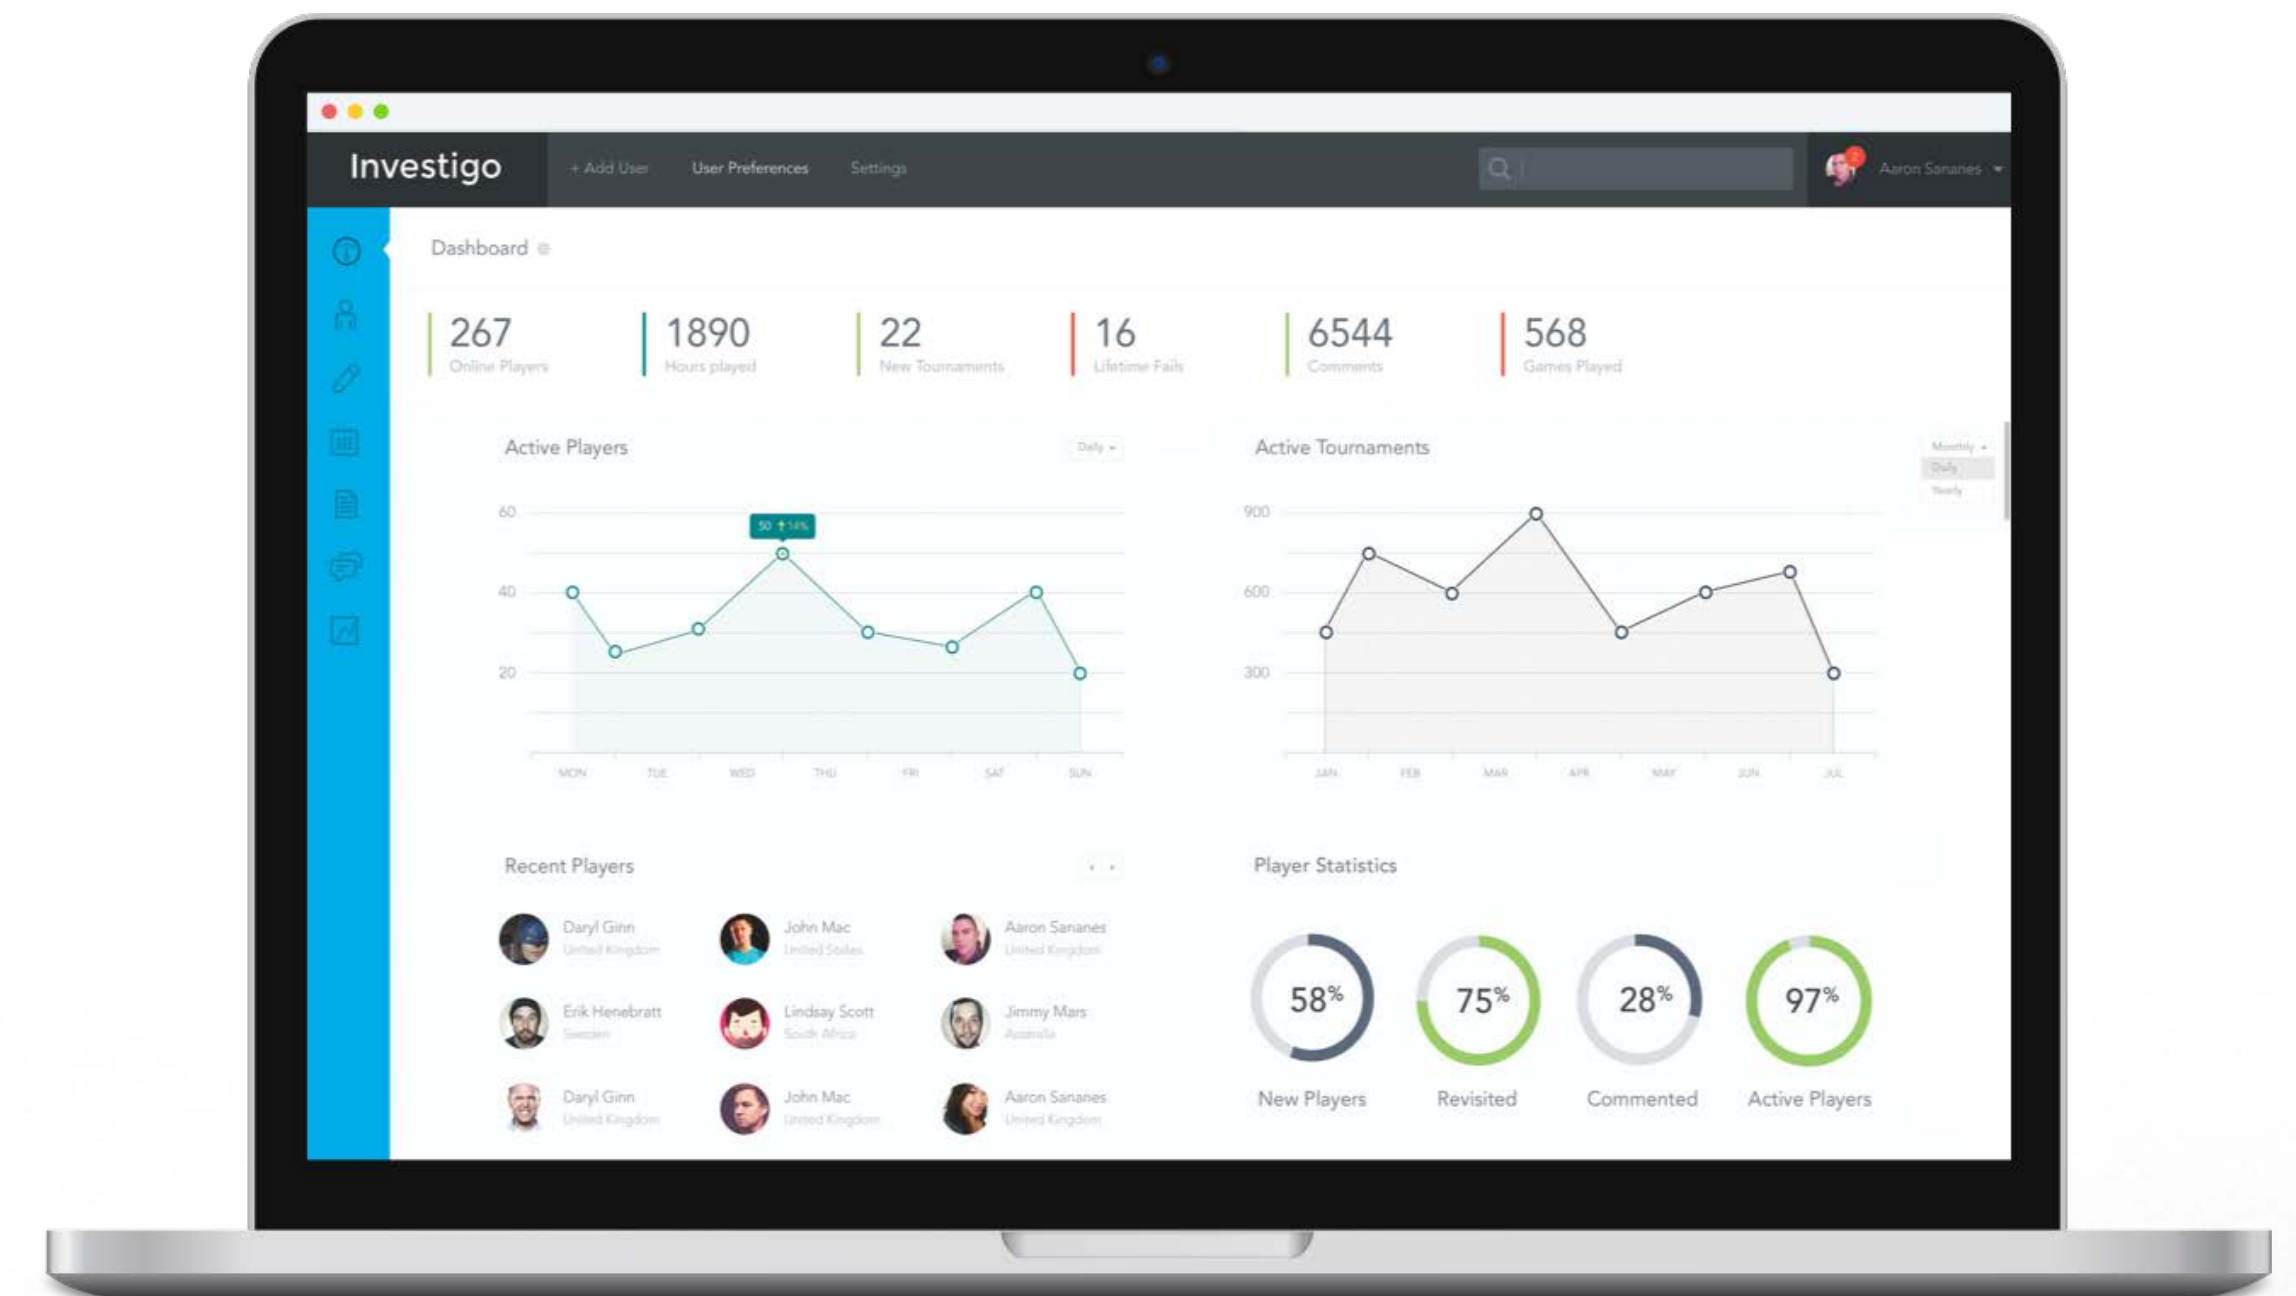 Investigo
+ Add User
User Preferences
Settings
2
Aaron Sananes
Dashboard
267
Online Players
1890
Hours played
22
New Tournaments
16
Lifetime Fails
6544
Comments
568
Games Played
Active Players
Daily
60
40
20
50 14%
MON TUE WED THU FRI SAT SUN
Active Tournaments
Monthly
Daily
Yearly
900
600
300
JAN FEB MAR APR MAY JUN JUL
Recent Players
Daryl Ginn
United Kingdom
John Mac
United States
Aaron Sananes
United Kingdom
Erik Henebratt
Sweden
Lindsay Scott
South Africa
Jimmy Mars
Australia
Daryl Ginn
United Kingdom
John Mac
United Kingdom
Aaron Sananes
United Kingdom
Player Statistics
58%
New Players
75%
Revisited
28%
Commented
97%
Active Players